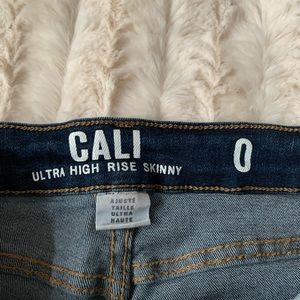 CALI 0
ULTRA HIGH RISE SKINNY
AJUSTÉ
TAILLE
ULTRA
HAUTE